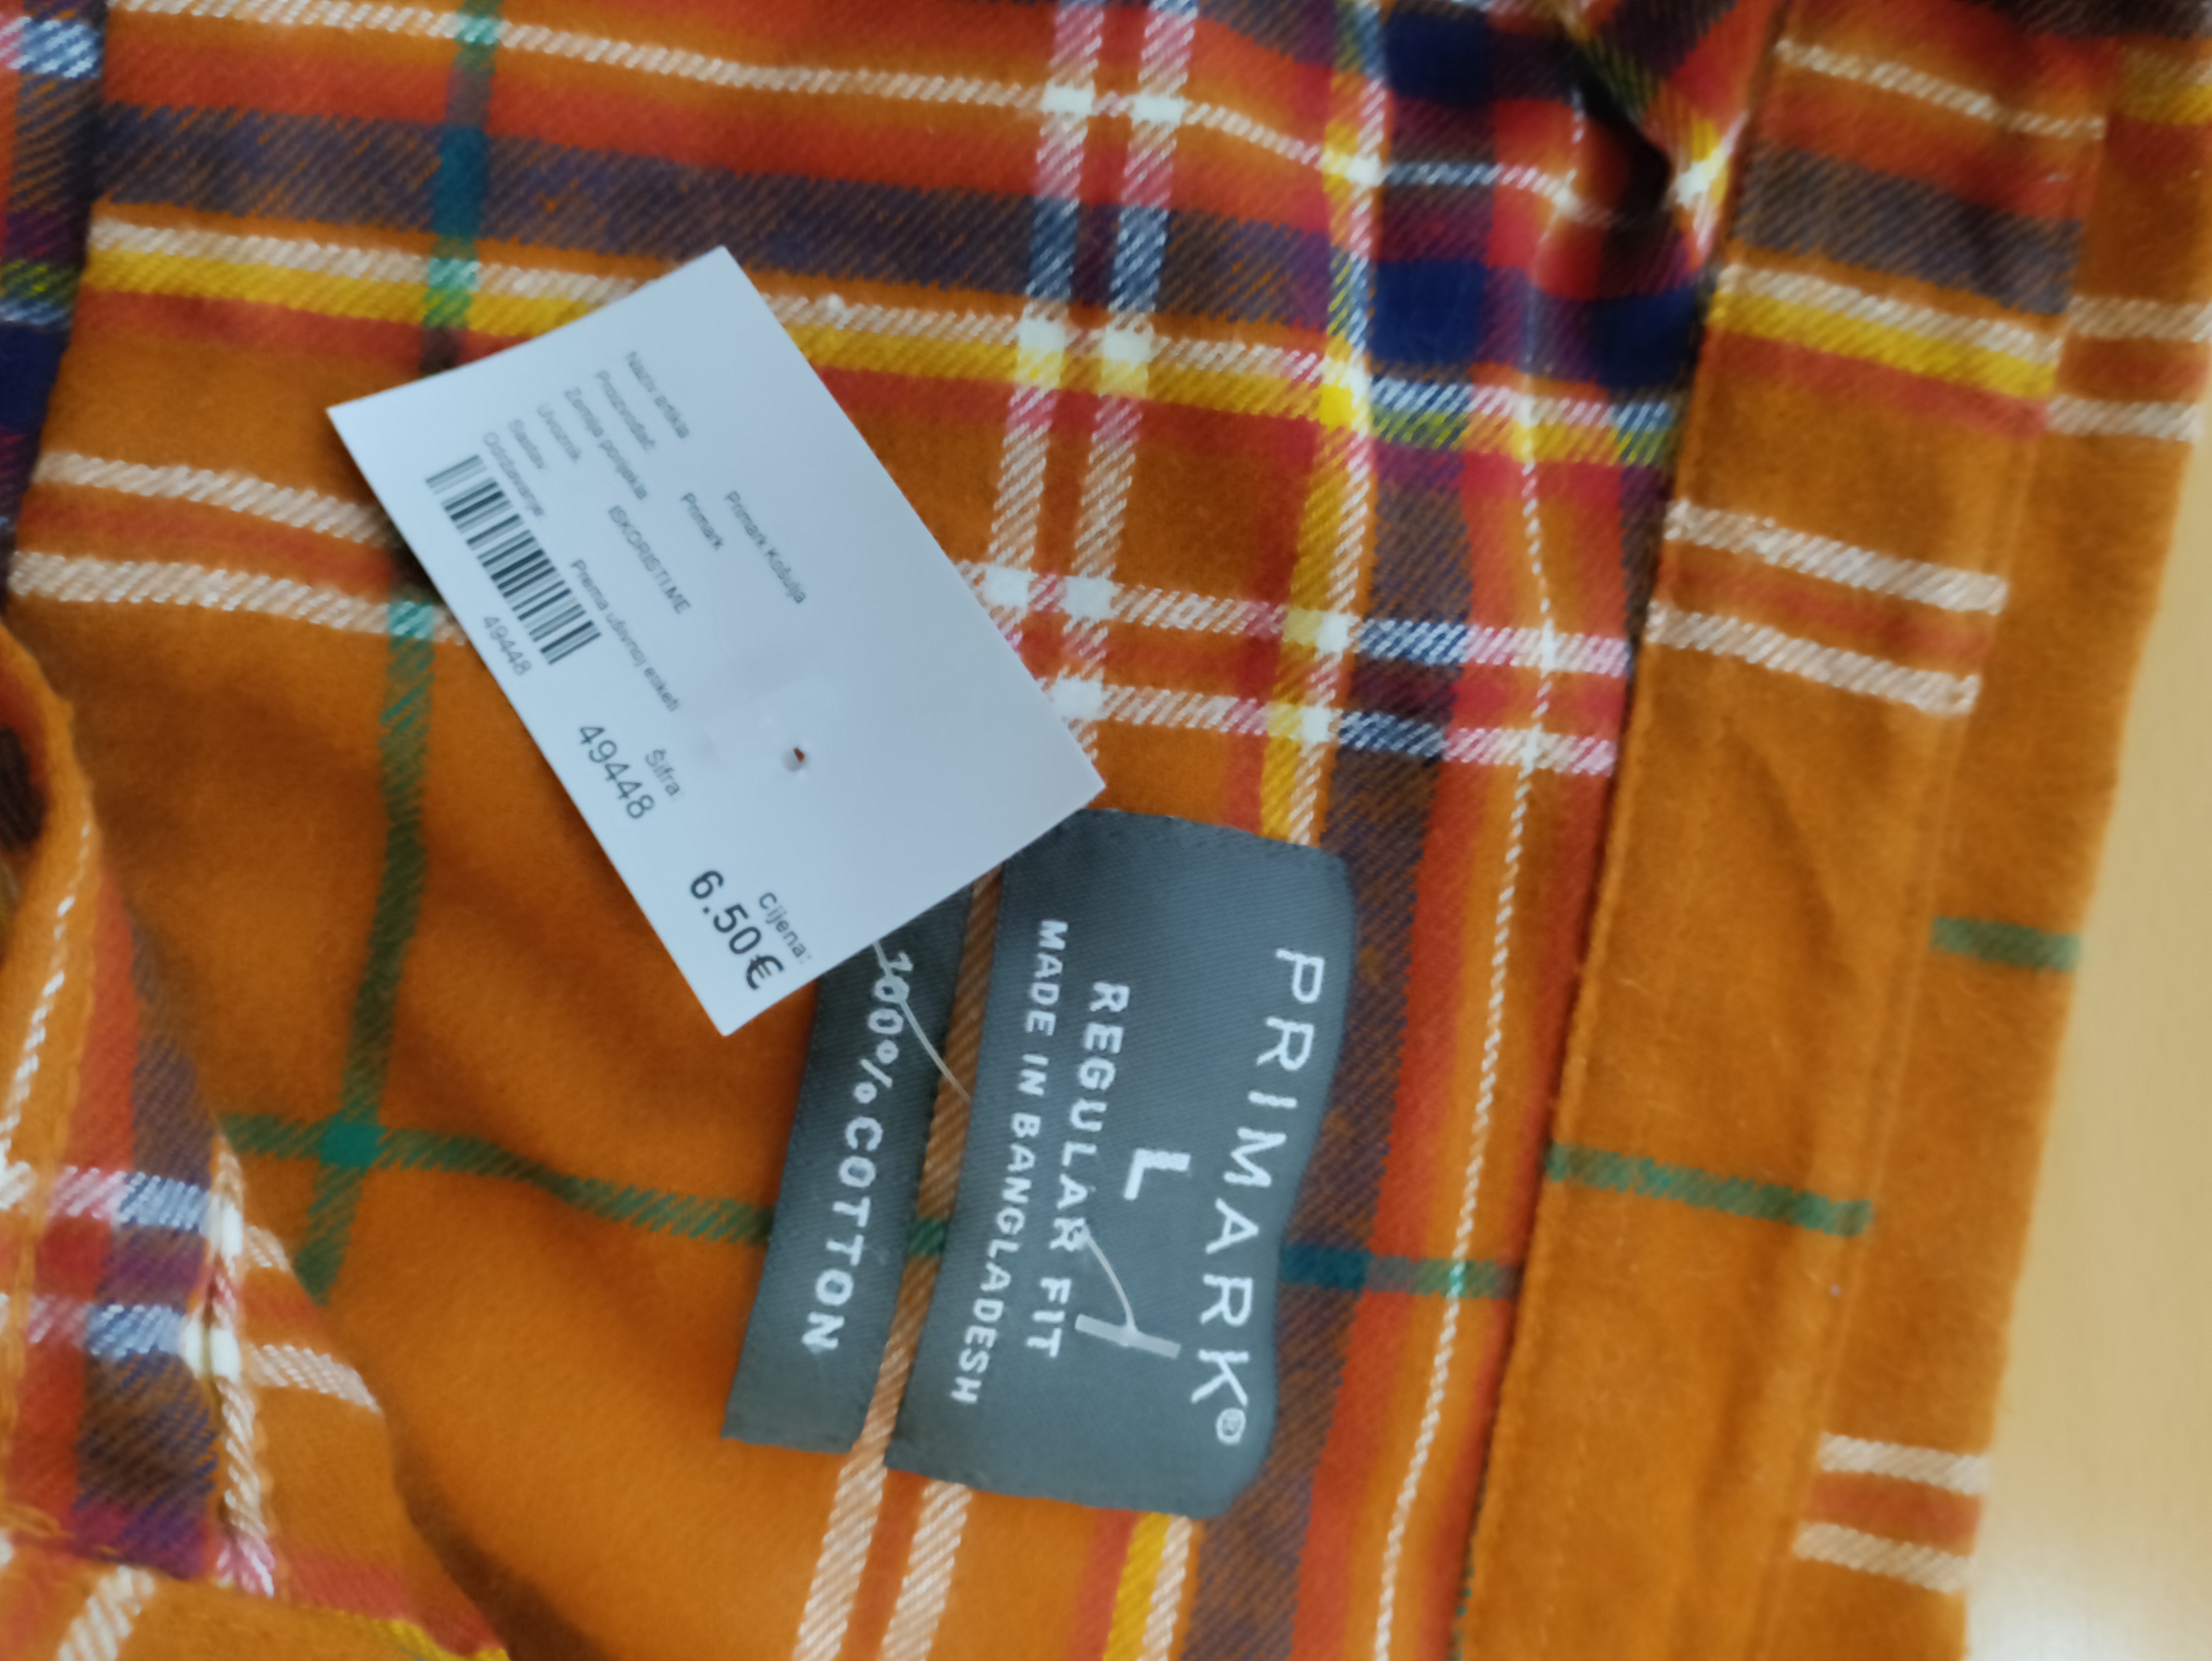 Naziv artikla: Primark Košulja
Proizvođač: Primark
Zemlja porijekla:
Uvoznik: ISKORISTI.ME
Sastav:
Održavanje: Prema ušivnoj etiketi
49448
Šifra:
49448
Cijena:
6.50€
PRIMARK®
L
REGULAR FIT
MADE IN BANGLADESH
100% COTTON